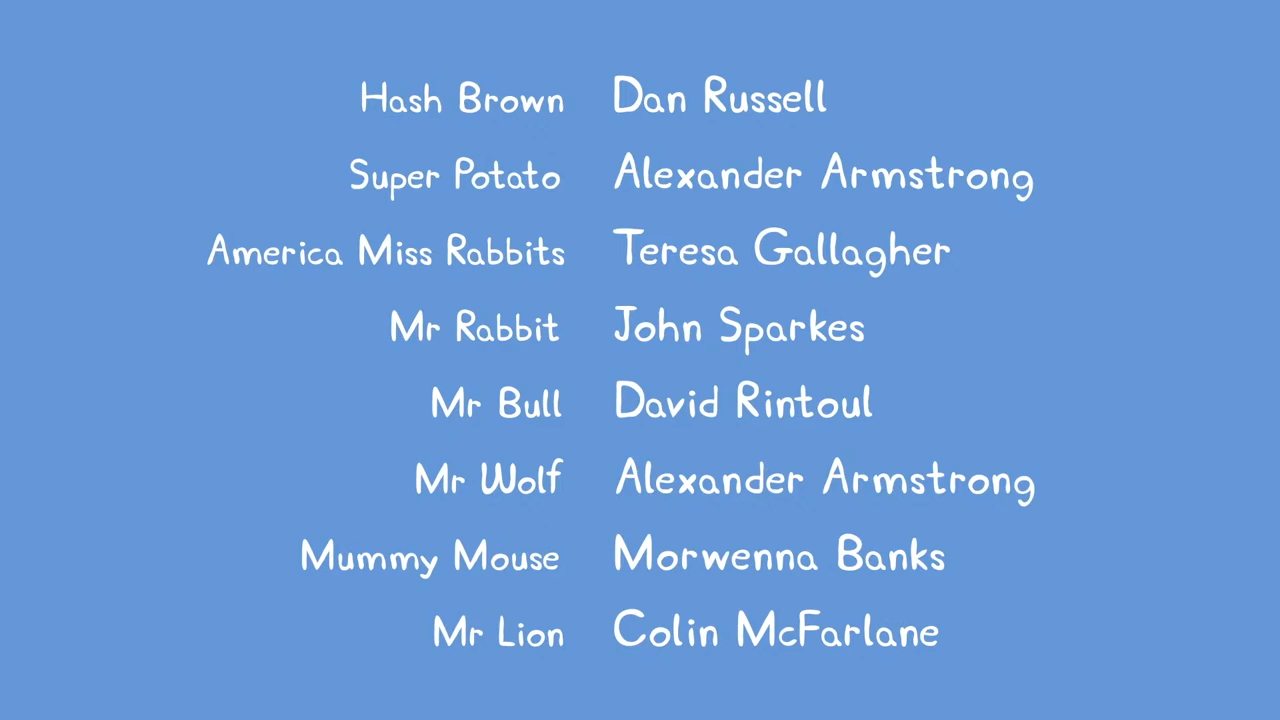 Hash Brown Dan Russell
Super Potato Alexander Armstrong
America Miss Rabbits Teresa Gallagher
Mr Rabbit John Sparkes
Mr Bull David Rintoul
Mr Wolf Alexander Armstrong
Mummy Mouse Morwenna Banks
Mr Lion Colin McFarlane